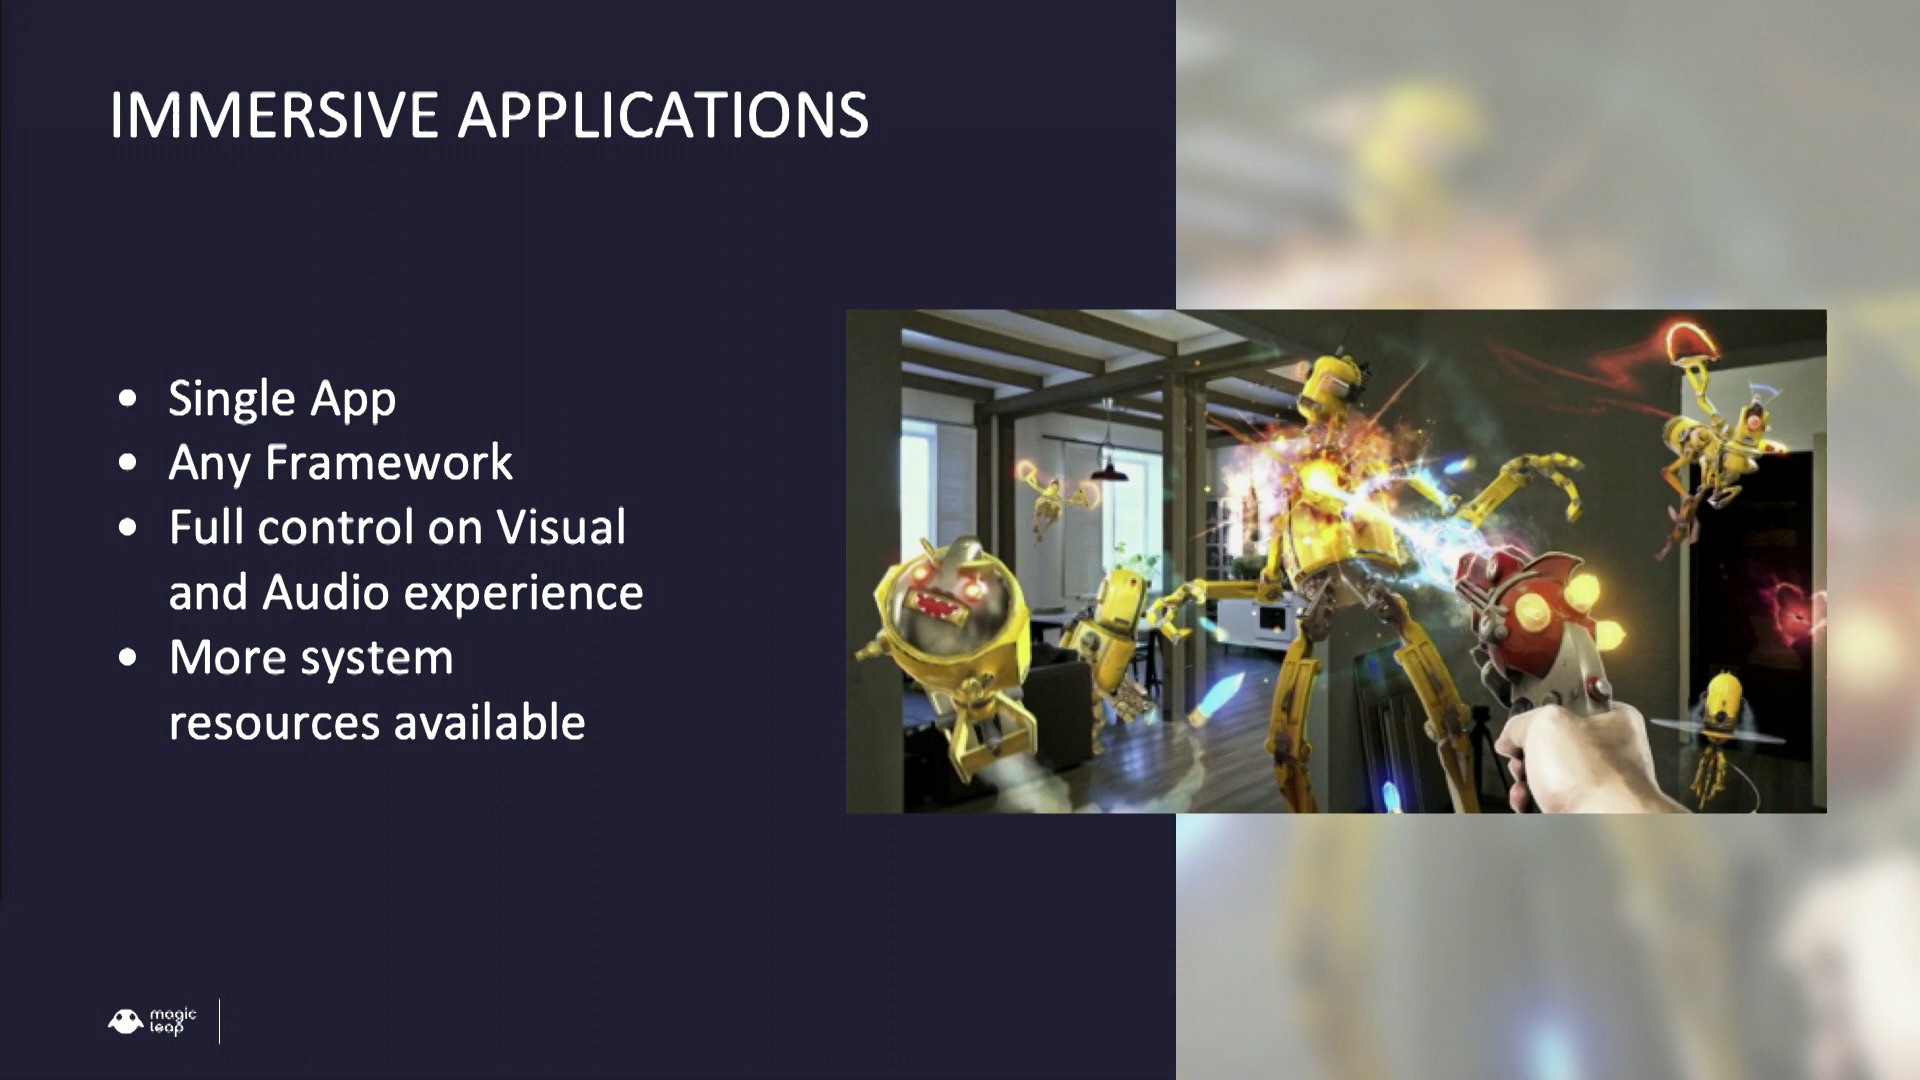 IMMERSIVE APPLICATIONS
• Single App
• Any Framework
• Full control on Visual
and Audio experience
• More system
resources available
magic
leap